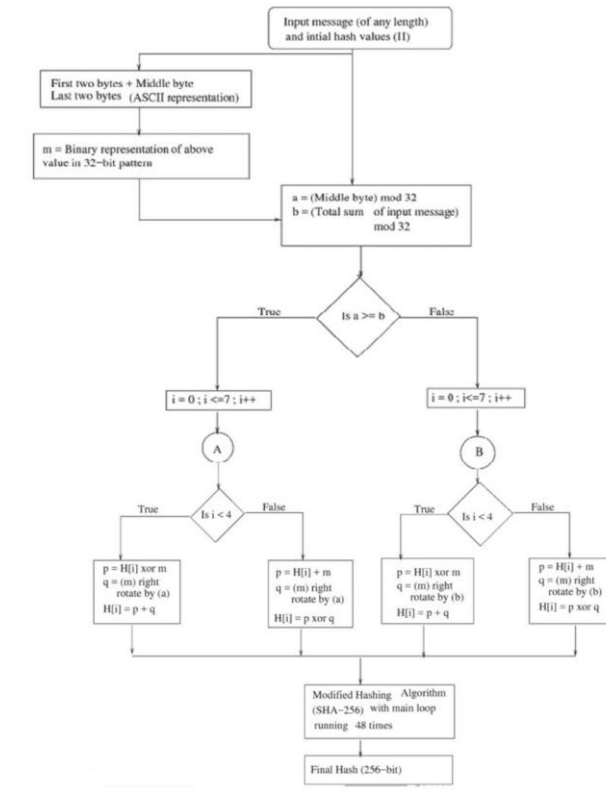 Input message (of any length)
and intial hash values (II)
First two bytes + Middle byte
Last two bytes (ASCII representation)
m = Binary representation of above
value in 32-bit pattern
a = (Middle byte) mod 32
b = (Total sum of input message)
mod 32
Is a >= b
True
False
i = 0 ; i <=7 ; i++
i = 0 ; i<=7 ; i++
A
B
True
Is i < 4
False
True
Is i < 4
False
p = H[i] xor m
q = (m) right
rotate by (a)
H[i] = p + q
p = H[i] + m
q = (m) right
rotate by (a)
H[i] = p xor q
p = H[i] xor m
q = (m) right
rotate by (b)
H[i] = p + q
p = H[i] + m
q = (m) right
rotate by (b)
H[i] = p xor q
Modified Hashing Algorithm
(SHA-256) with main loop
running 48 times
Final Hash (256-bit)